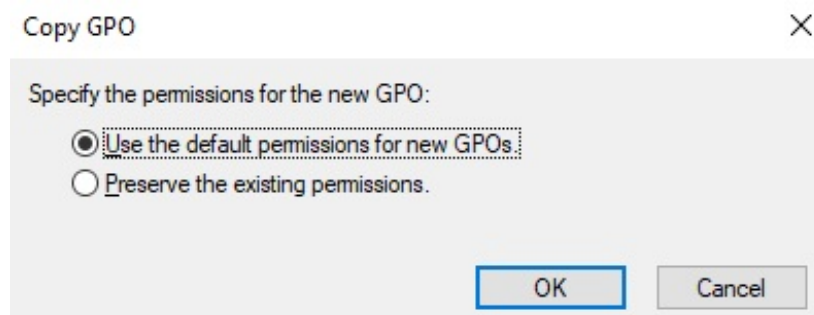 Copy GPO
Specify the permissions for the new GPO:
Use the default permissions for new GPOs.
Preserve the existing permissions.
OK
Cancel